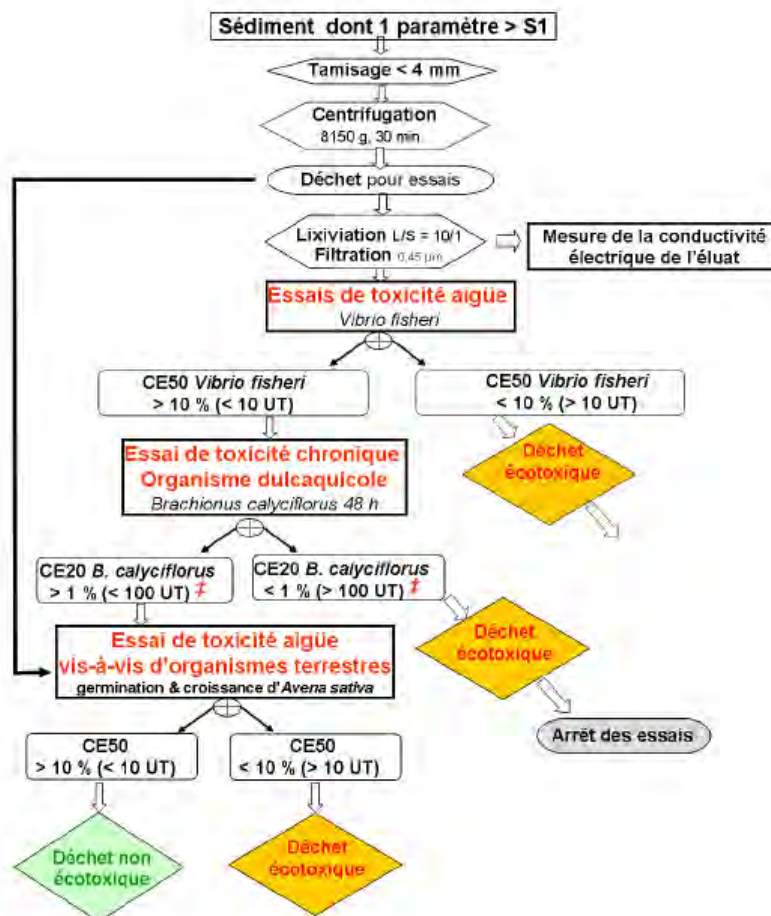 Sédiment dont 1 paramètre > S1
Tamisage < 4 mm
Centrifugation
8150 g, 30 min
Déchet pour essais
Lixiviation L/S = 10/1
Filtration 0,45 µm
Mesure de la conductivité
électrique de l'éluat
Essais de toxicité aigüe
Vibrio fisheri
CE50 Vibrio fisheri
> 10 % (< 10 UT)
CE50 Vibrio fisheri
< 10 % (> 10 UT)
Déchet
écotoxique
Essai de toxicité chronique
Organisme dulcaquicole
Brachionus calyciflorus 48 h
CE20 B. calyciflorus
> 1 % (< 100 UT) ‡
CE20 B. calyciflorus
< 1 % (> 100 UT) ‡
Déchet
écotoxique
Essai de toxicité aigüe
vis-à-vis d'organismes terrestres
germination & croissance d'Avena sativa
Arrêt des essais
CE50
> 10 % (< 10 UT)
CE50
< 10 % (> 10 UT)
Déchet non
écotoxique
Déchet
écotoxique